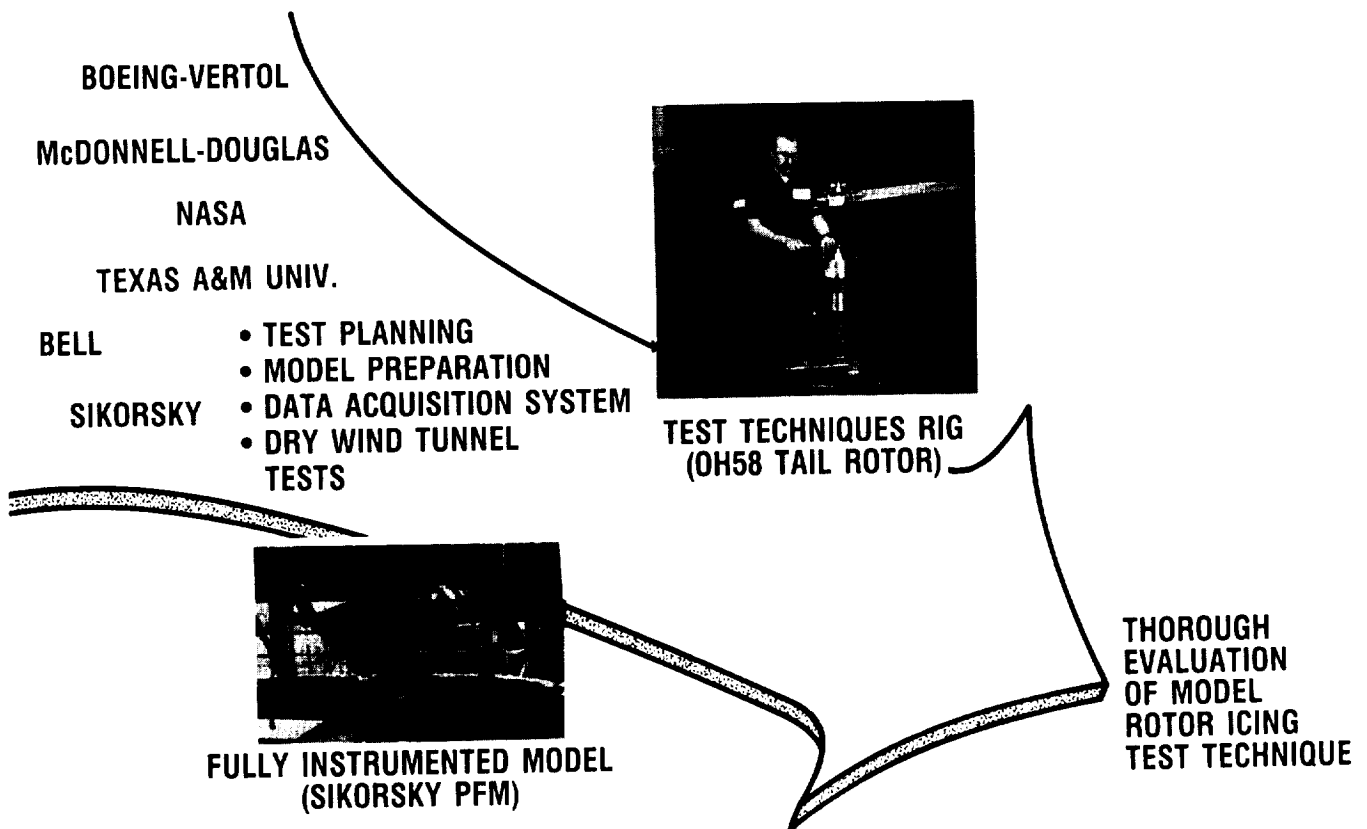 BOEING-VERTOL
McDONNELL-DOUGLAS
NASA
TEXAS A&M UNIV.
BELL
SIKORSKY
• TEST PLANNING
• MODEL PREPARATION
• DATA ACQUISITION SYSTEM
• DRY WIND TUNNEL
TESTS
TEST TECHNIQUES RIG
(OH58 TAIL ROTOR)
FULLY INSTRUMENTED MODEL
(SIKORSKY PFM)
THOROUGH
EVALUATION
OF MODEL
ROTOR ICING
TEST TECHNIQUE